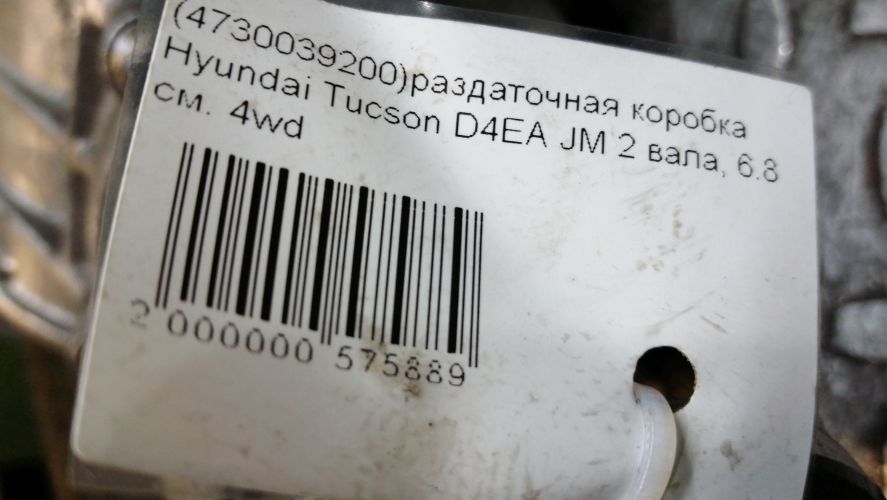 (4730039200)раздаточная коробка
Hyundai Tucson D4EA JM 2 вала, 6.8
см. 4wd
2 000000 575889